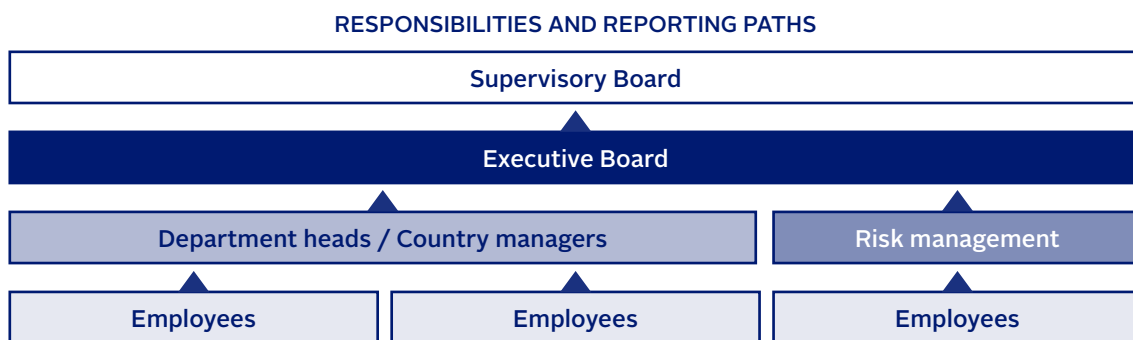 RESPONSIBILITIES AND REPORTING PATHS
Supervisory Board
Executive Board
Department heads / Country managers
Risk management
Employees
Employees
Employees